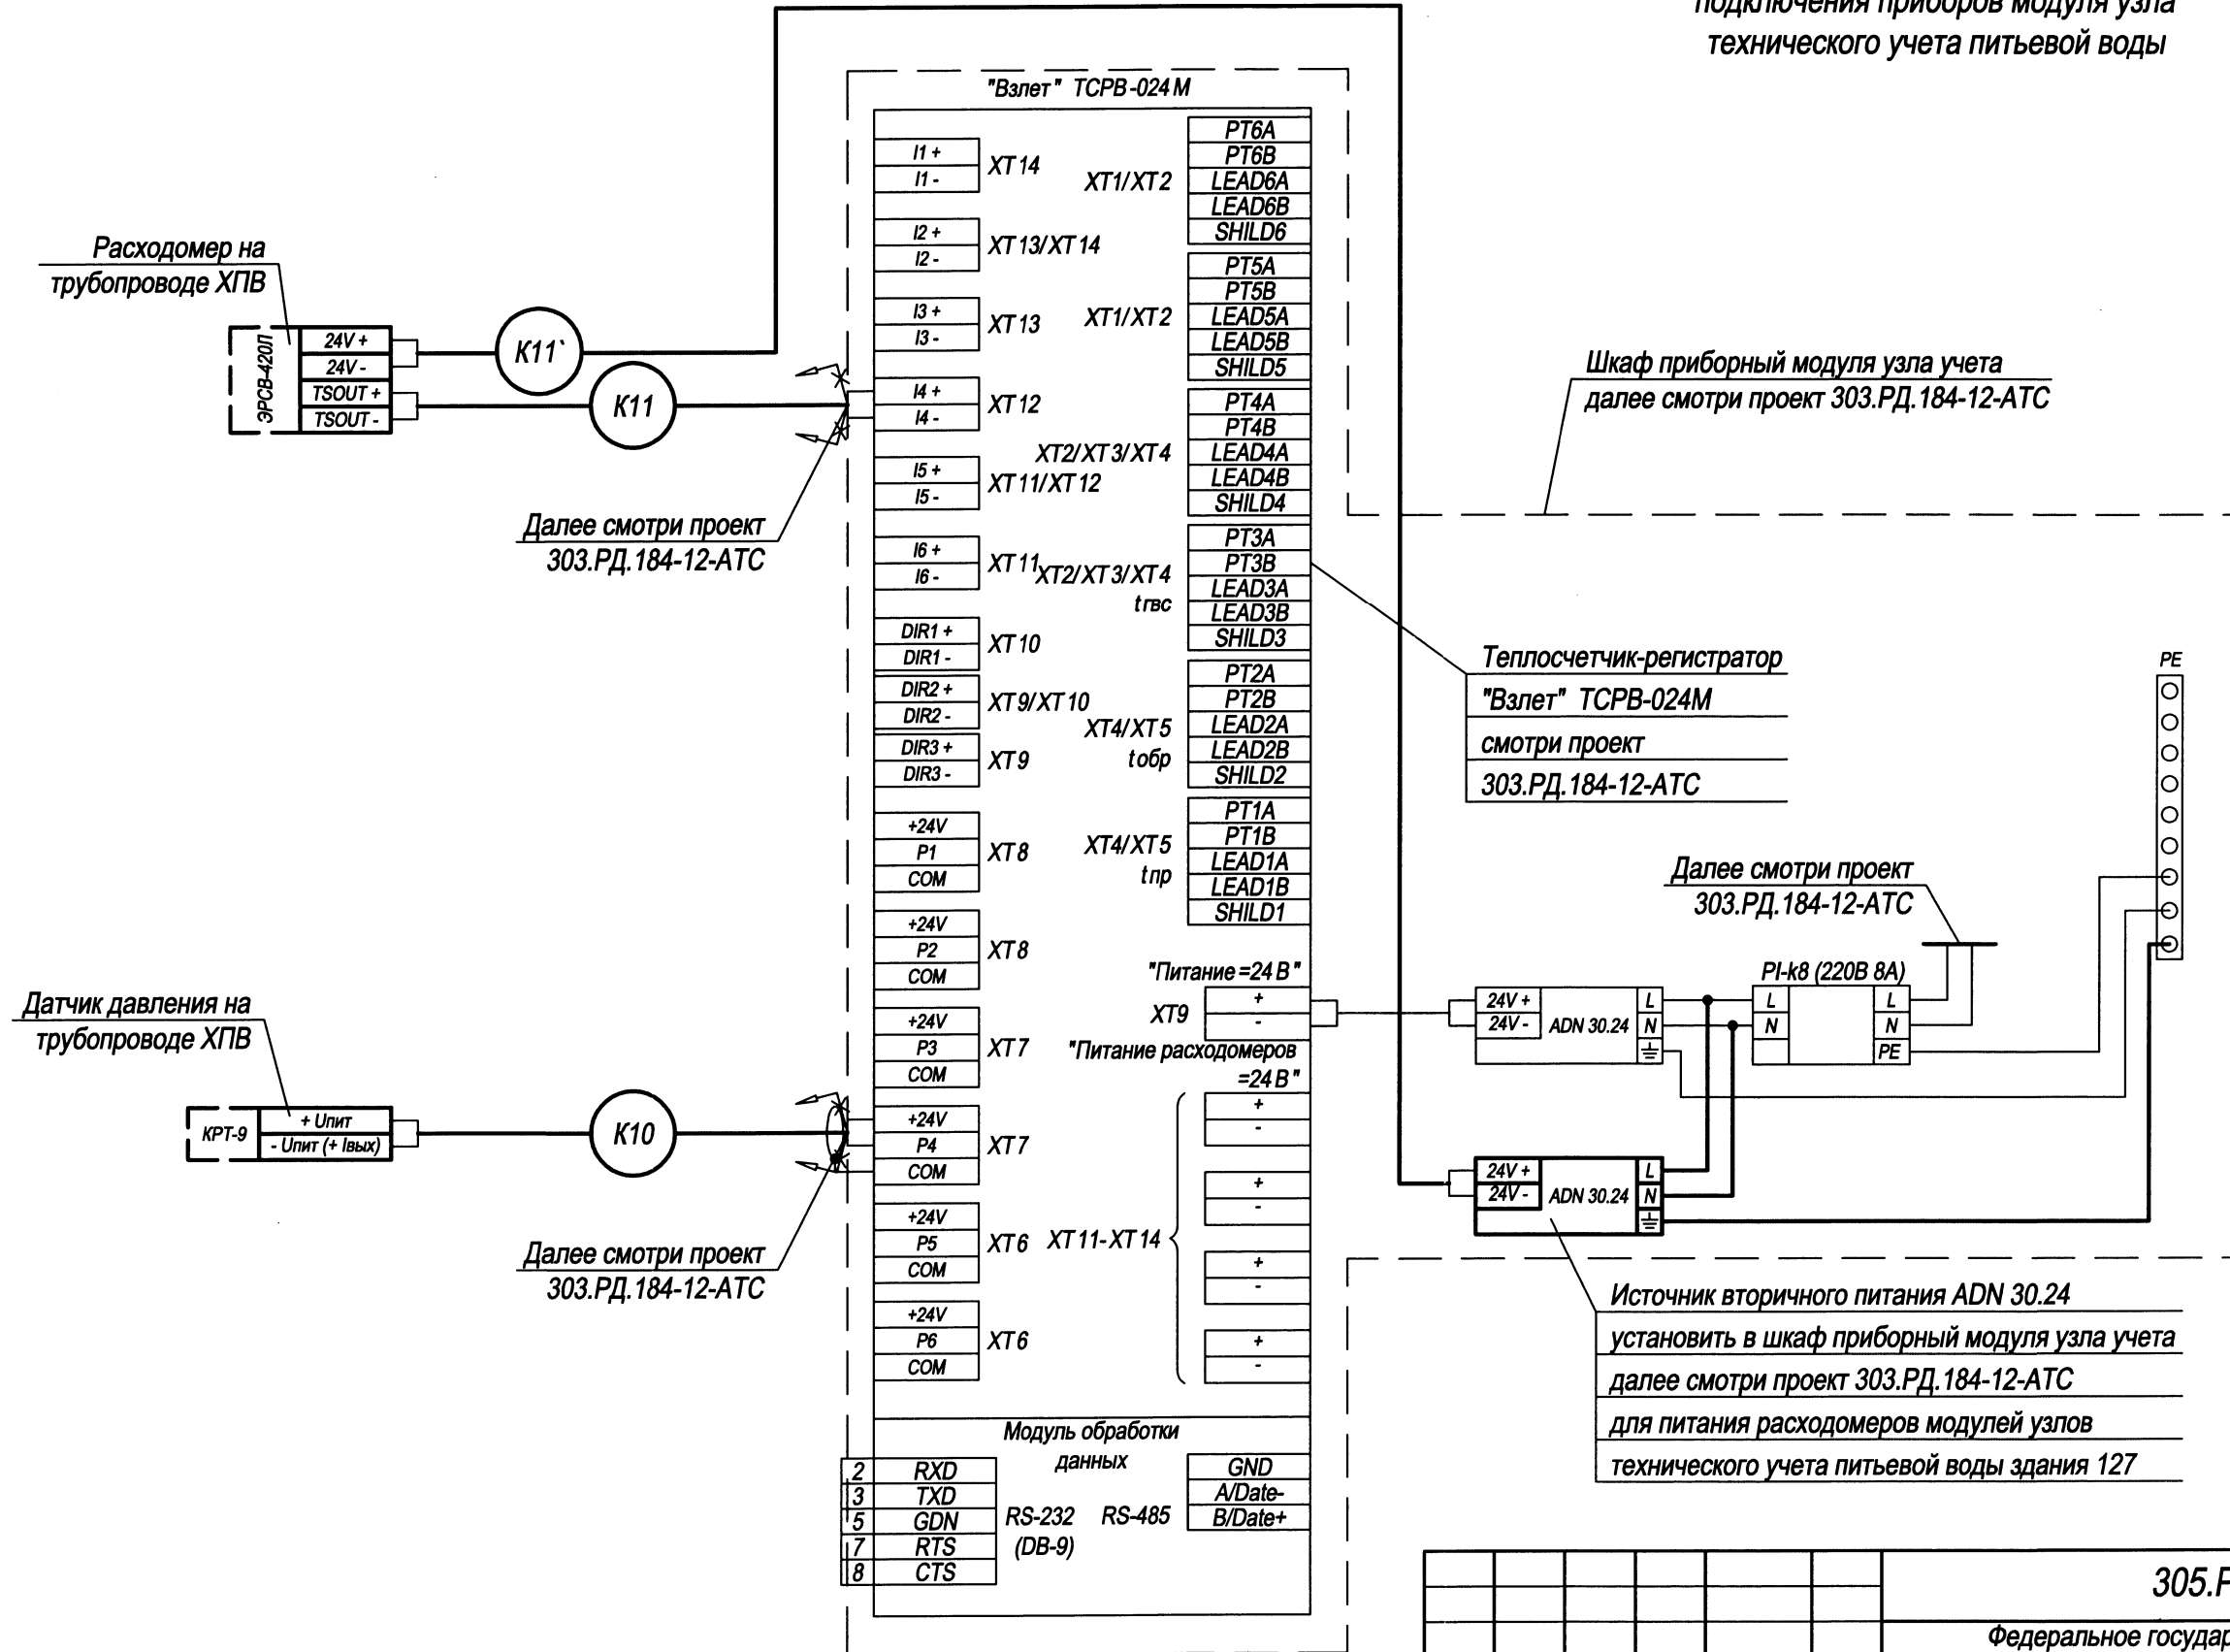 подключения приборов модуля узла
технического учета питьевой воды
"Взлет" ТСРВ-024М
I1 +
I1 -
XT14
I2 +
I2 -
XT13/XT14
I3 +
I3 -
XT13
I4 +
I4 -
XT12
I5 +
I5 -
XT11/XT12
I6 +
I6 -
XT11
DIR1 +
DIR1 -
XT10
DIR2 +
DIR2 -
XT9/XT10
DIR3 +
DIR3 -
XT9
+24V
P1
COM
XT8
+24V
P2
COM
XT8
+24V
P3
COM
XT7
+24V
P4
COM
XT7
+24V
P5
COM
XT6
+24V
P6
COM
XT6
XT1/XT2
PT6A
PT6B
LEAD6A
LEAD6B
SHILD6
XT1/XT2
PT5A
PT5B
LEAD5A
LEAD5B
SHILD5
XT2/XT3/XT4
PT4A
PT4B
LEAD4A
LEAD4B
SHILD4
XT2/XT3/XT4
tгвс
PT3A
PT3B
LEAD3A
LEAD3B
SHILD3
XT4/XT5
tобр
PT2A
PT2B
LEAD2A
LEAD2B
SHILD2
XT4/XT5
tпр
PT1A
PT1B
LEAD1A
LEAD1B
SHILD1
"Питание =24 В"
XT9
+
-
"Питание расходомеров
=24 В"
XT11-XT14
+
-
+
-
+
-
+
-
Модуль обработки
данных
2 RXD
3 TXD
5 GDN
7 RTS
8 CTS
RS-232
(DB-9)
RS-485
GND
A/Date-
B/Date+
Расходомер на
трубопроводе ХПВ
ЭРСВ-420Л
24V +
24V -
TSOUT +
TSOUT -
К11`
К11
Далее смотри проект
303.РД.184-12-АТС
Датчик давления на
трубопроводе ХПВ
КРТ-9
+ Uпит
- Uпит (+ Iвых)
К10
Далее смотри проект
303.РД.184-12-АТС
Шкаф приборный модуля узла учета
далее смотри проект 303.РД.184-12-АТС
Теплосчетчик-регистратор
"Взлет" ТСРВ-024М
смотри проект
303.РД.184-12-АТС
PE
Далее смотри проект
303.РД.184-12-АТС
24V +
24V -
ADN 30.24
L
N
PI-k8 (220В 8А)
L
N
L
N
PE
24V +
24V -
ADN 30.24
L
N
Источник вторичного питания ADN 30.24
установить в шкаф приборный модуля узла учета
далее смотри проект 303.РД.184-12-АТС
для питания расходомеров модулей узлов
технического учета питьевой воды здания 127
305.Р
Федеральное государ